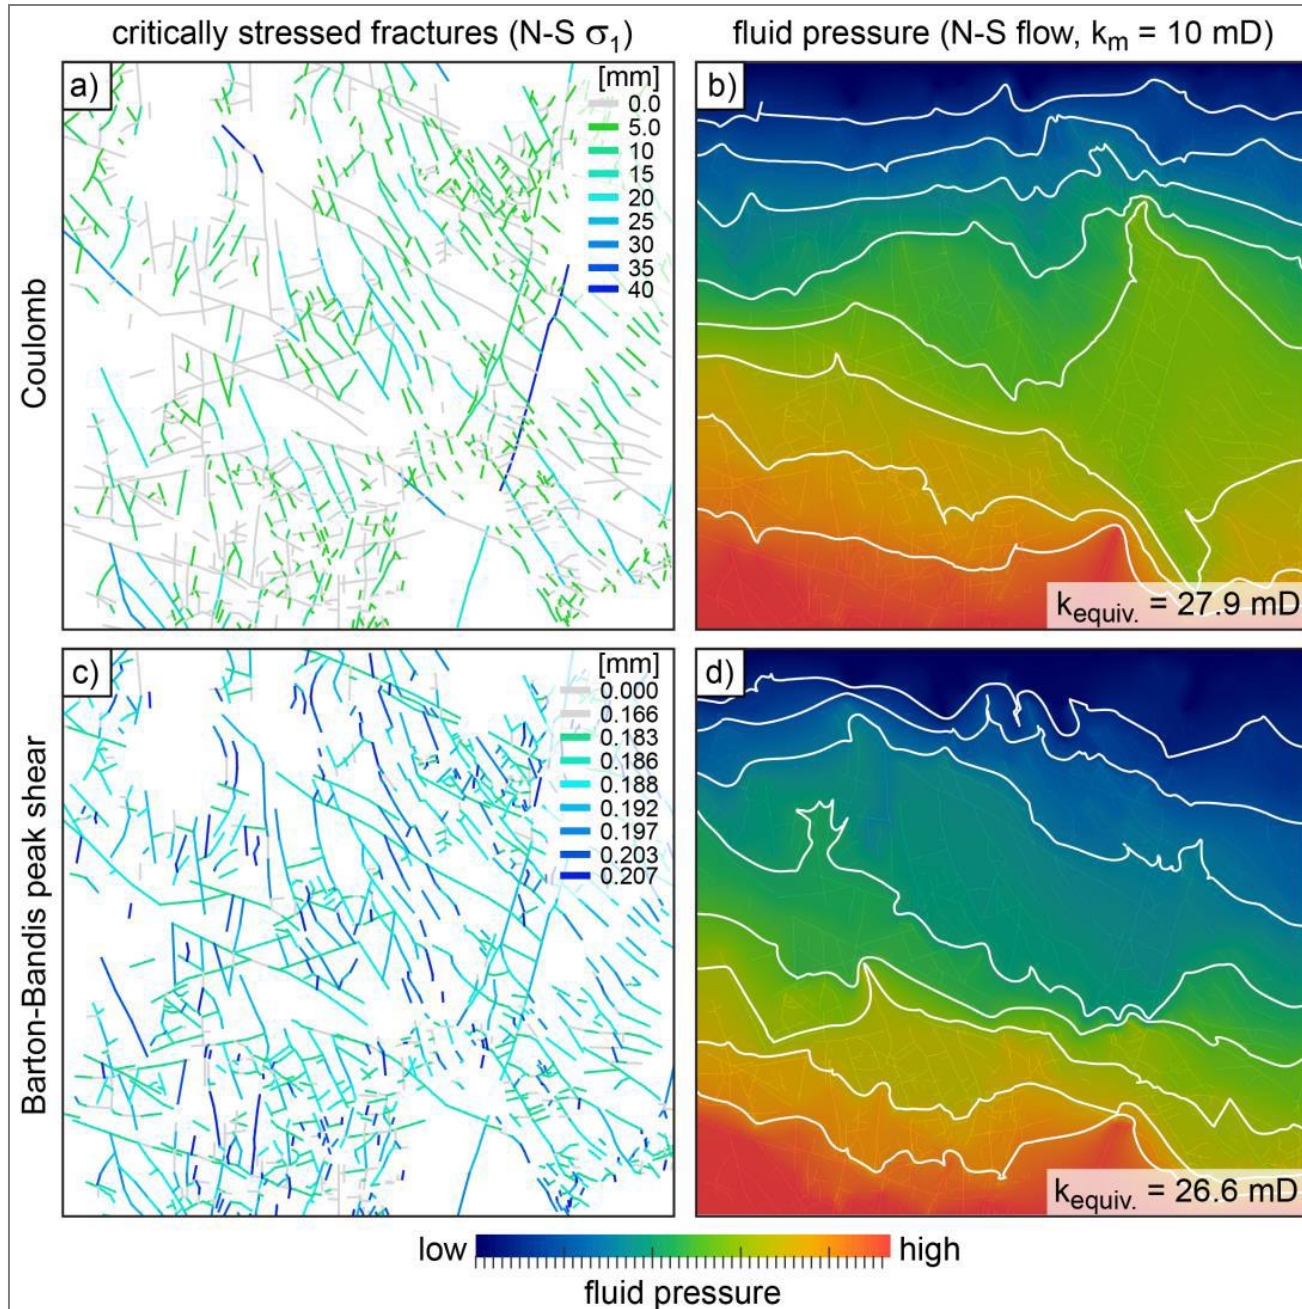 critically stressed fractures (N-S σ₁)
fluid pressure (N-S flow, kₘ = 10 mD)
Coulomb
a)
[mm]
0.0
5.0
10
15
20
25
30
35
40
b)
k_equiv. = 27.9 mD
Barton-Bandis peak shear
c)
[mm]
0.000
0.166
0.183
0.186
0.188
0.192
0.197
0.203
0.207
d)
k_equiv. = 26.6 mD
low
high
fluid pressure